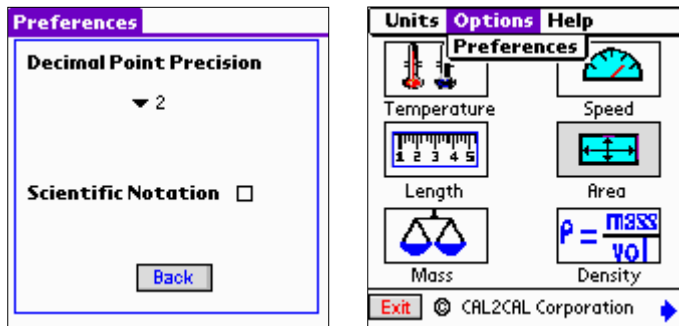 Preferences
Decimal Point Precision
2
Scientific Notation
Back
Units Options Help
Preferences
Temperature Speed
1 2 3 4 5
Length Area
ρ = mass
vol
Mass Density
Exit © CAL2CAL Corporation